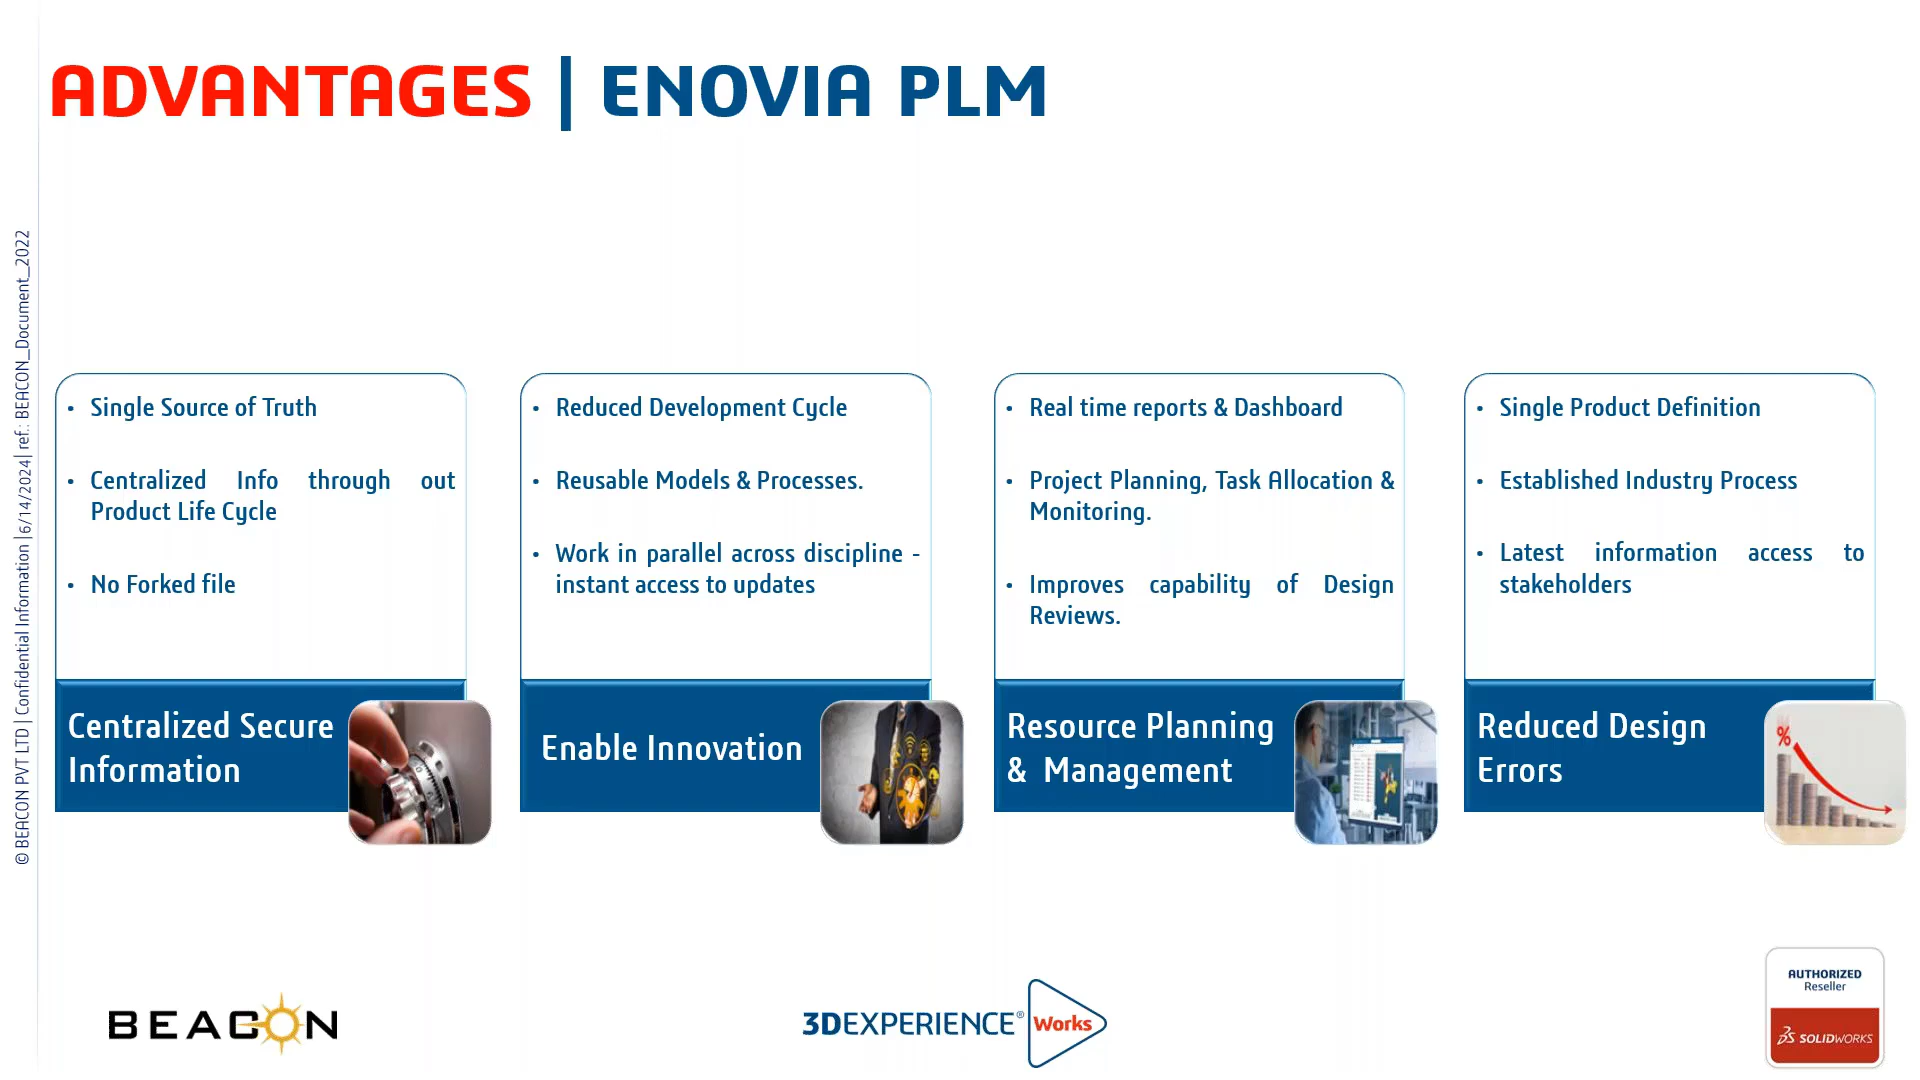 ADVANTAGES | ENOVIA PLM
© BEACON PVT LTD | Confidential Information | 6/14/2024 | ref.: BEACON_Document_2022
• Single Source of Truth
• Centralized Info through out
Product Life Cycle
• No Forked file
Centralized Secure
Information
• Reduced Development Cycle
• Reusable Models & Processes.
• Work in parallel across discipline -
instant access to updates
Enable Innovation
• Real time reports & Dashboard
• Project Planning, Task Allocation &
Monitoring.
• Improves capability of Design
Reviews.
Resource Planning
& Management
• Single Product Definition
• Established Industry Process
• Latest information access to
stakeholders
Reduced Design
Errors
%
BEACON
3DEXPERIENCE® Works
AUTHORIZED
Reseller
SOLIDWORKS